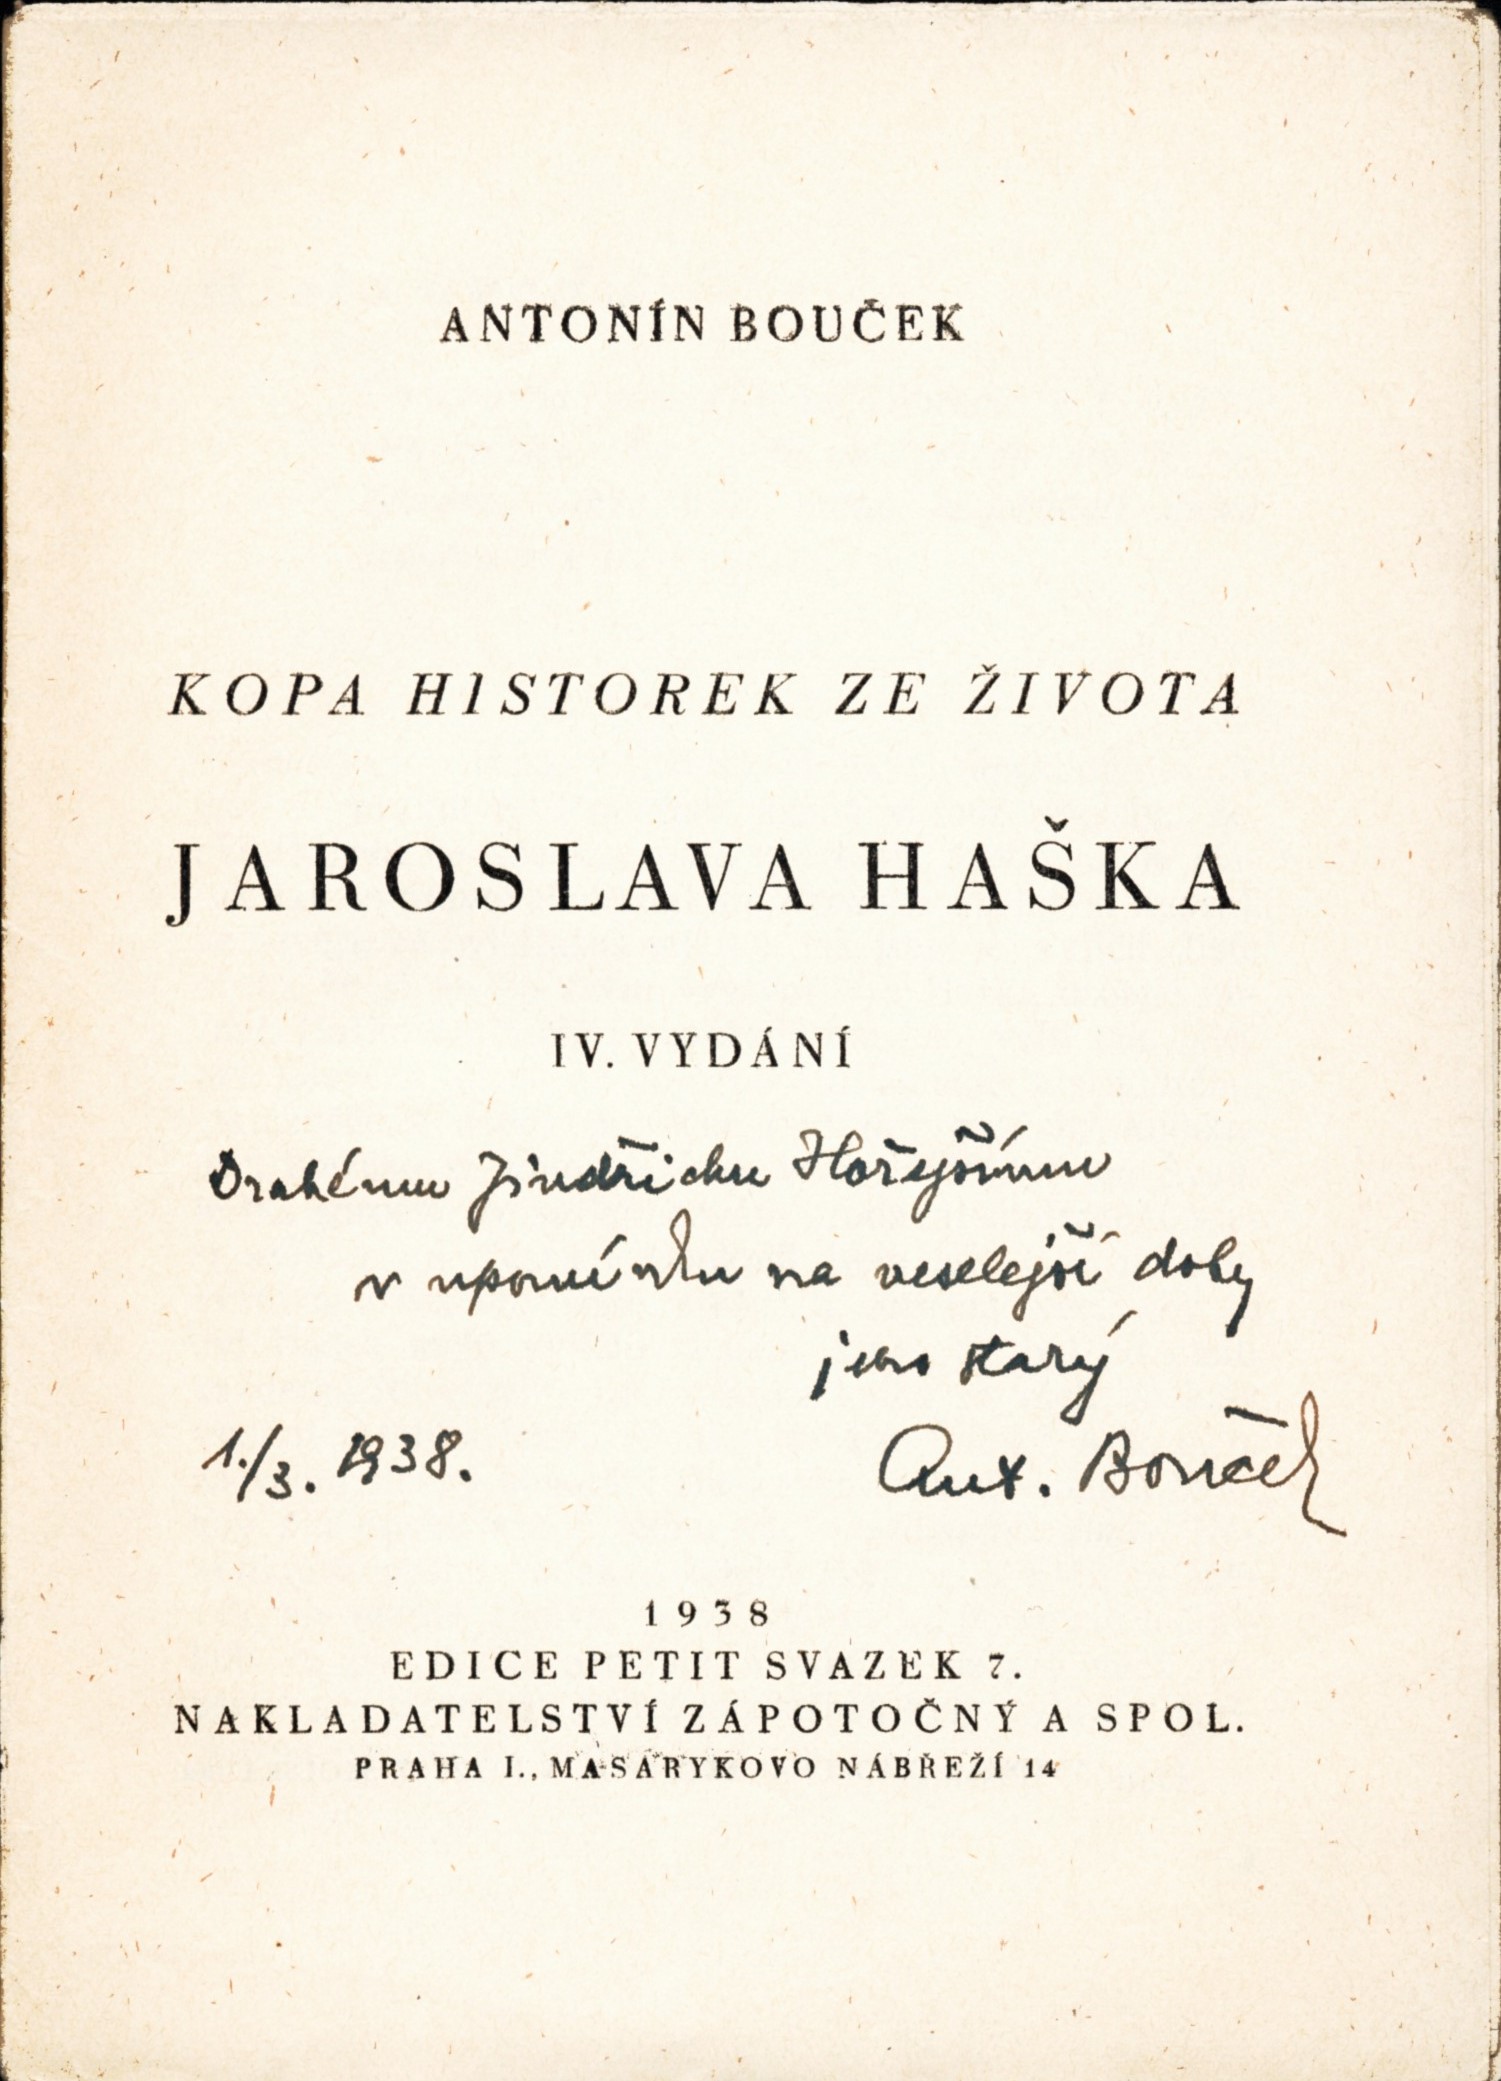 ANTONÍN BOUČEK
KOPA HISTOREK ZE ŽIVOTA
JAROSLAVA HAŠKA
IV. VYDÁNÍ
Drahému Jindřichu Hořejšímu
v upomínku na veselejší doby
jeho starý
1./3. 1938.
Ant. Bouček
1938
EDICE PETIT SVAZEK 7.
NAKLADATELSTVÍ ZÁPOTOČNÝ A SPOL.
PRAHA I., MASARYKOVO NÁBŘEŽÍ 14